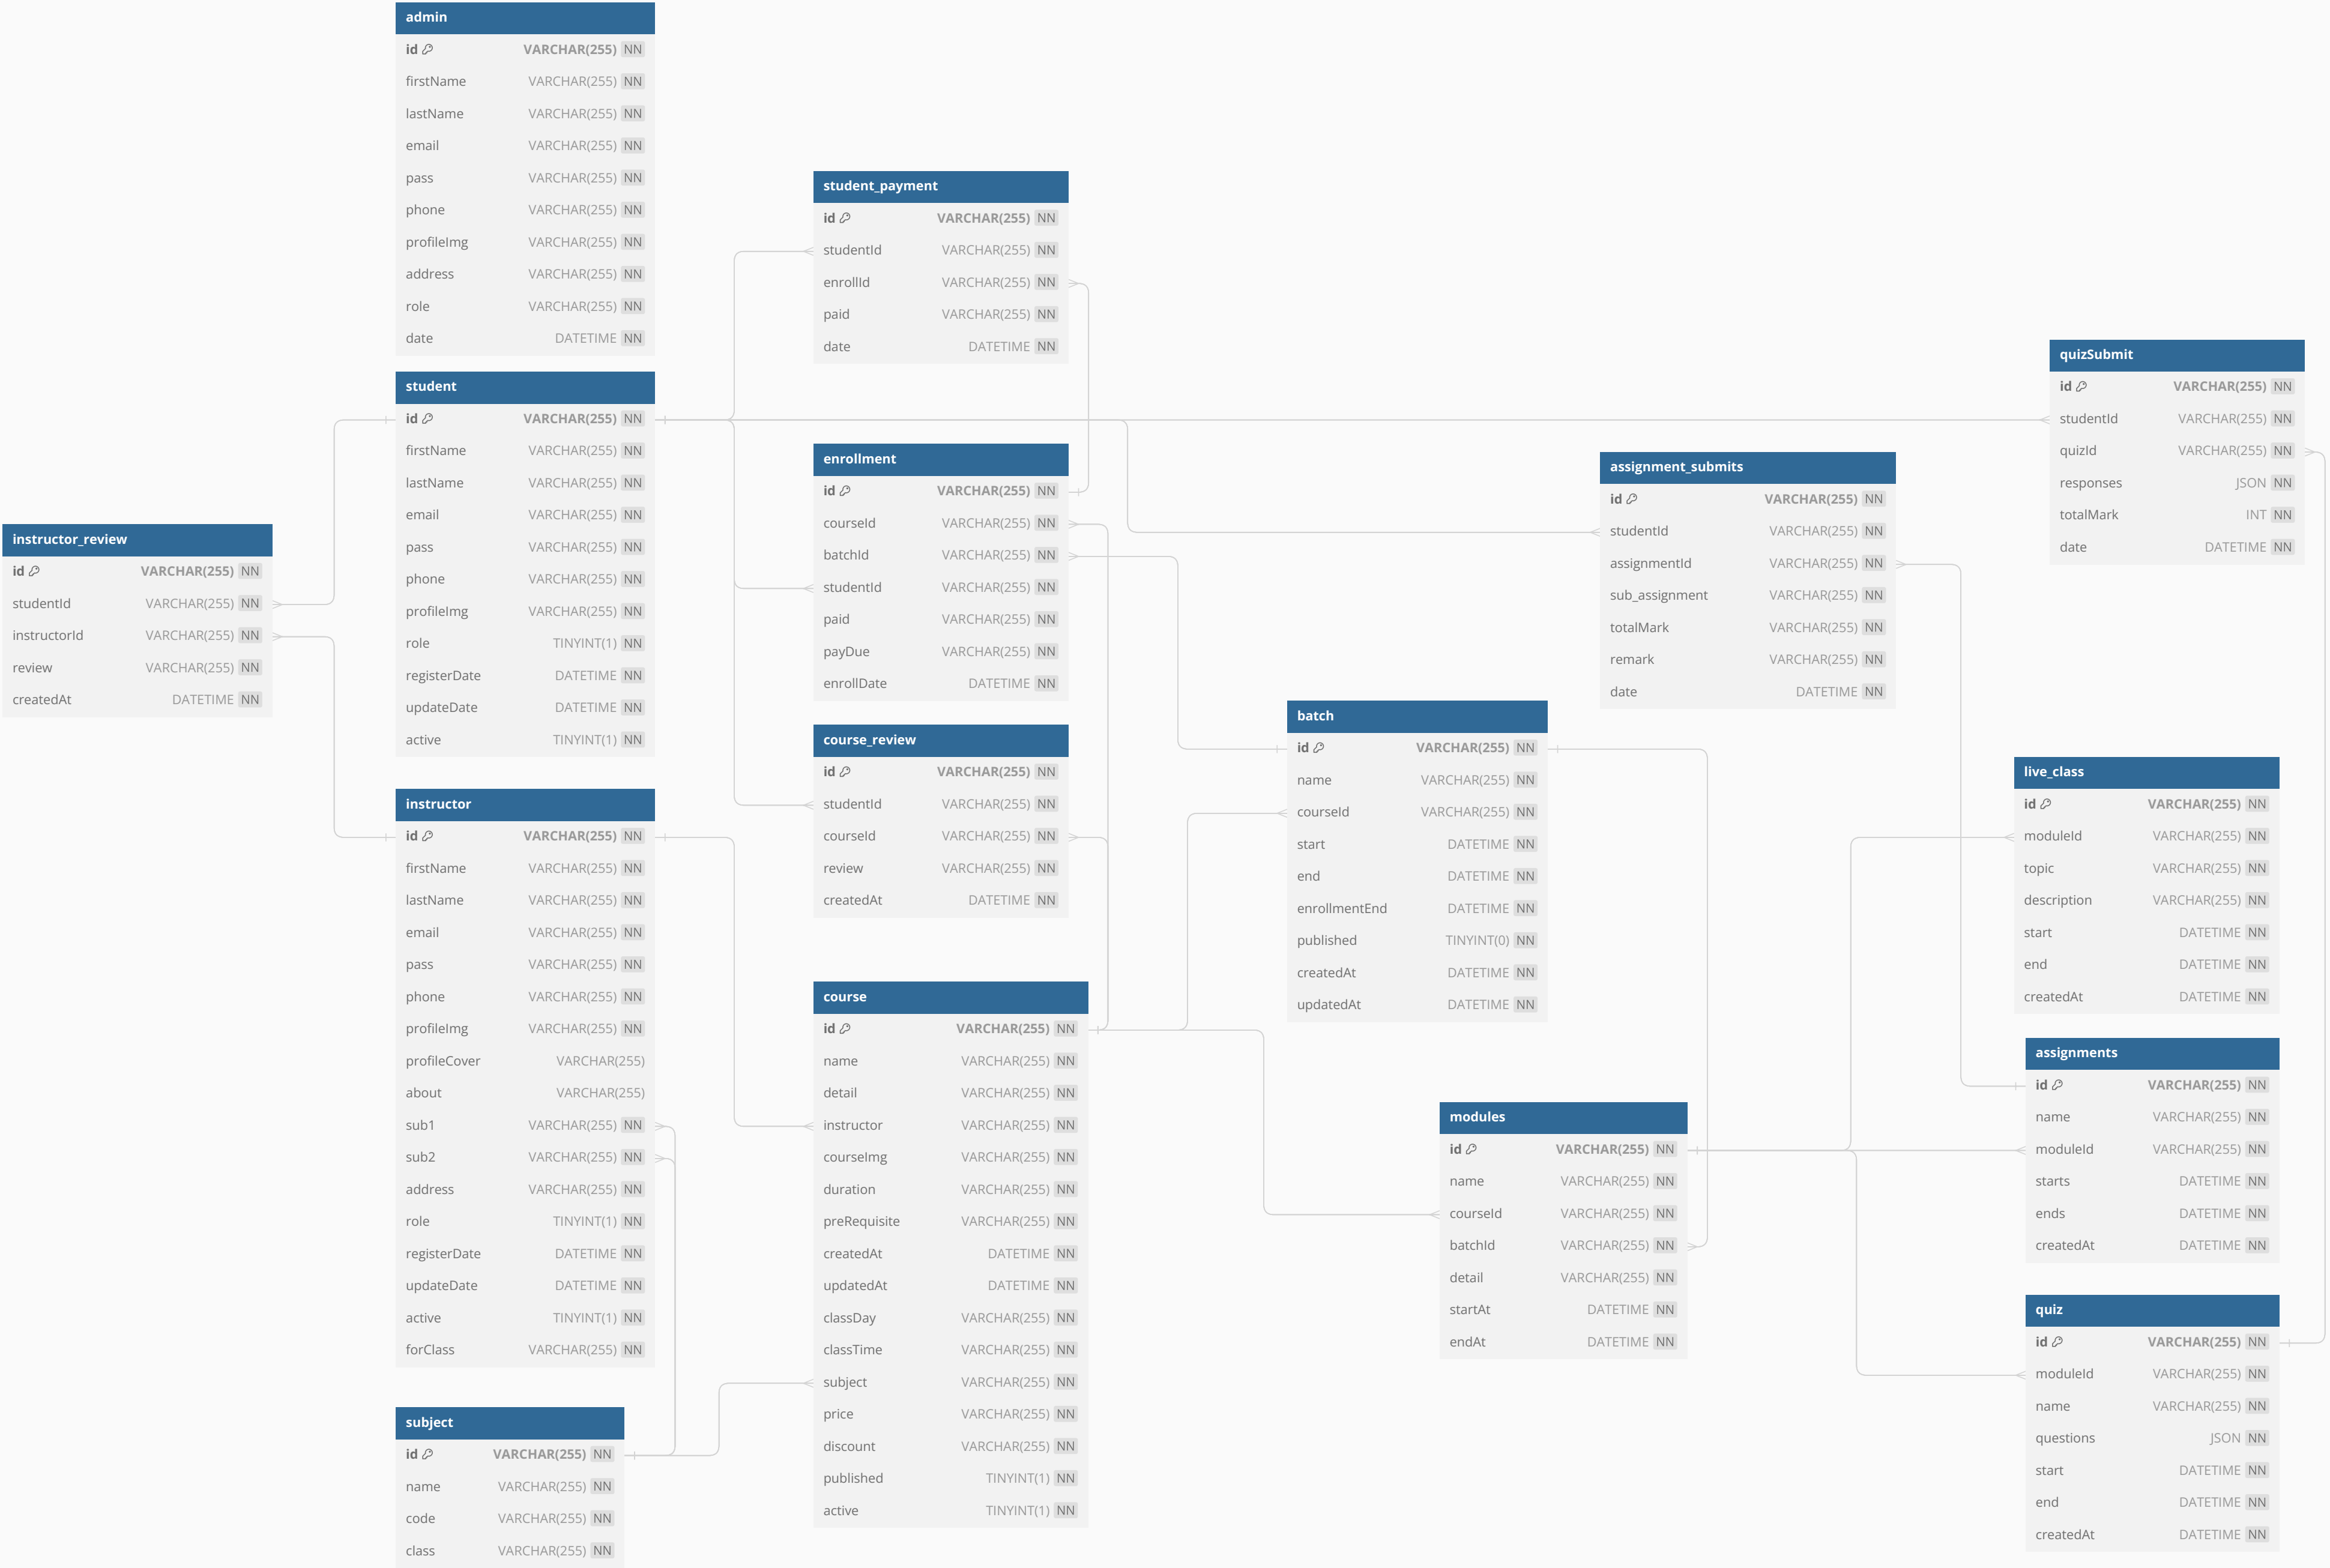 admin
id VARCHAR(255) NN
firstName VARCHAR(255) NN
lastName VARCHAR(255) NN
email VARCHAR(255) NN
pass VARCHAR(255) NN
phone VARCHAR(255) NN
profileImg VARCHAR(255) NN
address VARCHAR(255) NN
role VARCHAR(255) NN
date DATETIME NN
student
id VARCHAR(255) NN
firstName VARCHAR(255) NN
lastName VARCHAR(255) NN
email VARCHAR(255) NN
pass VARCHAR(255) NN
phone VARCHAR(255) NN
profileImg VARCHAR(255) NN
role TINYINT(1) NN
registerDate DATETIME NN
updateDate DATETIME NN
active TINYINT(1) NN
instructor_review
id VARCHAR(255) NN
studentId VARCHAR(255) NN
instructorId VARCHAR(255) NN
review VARCHAR(255) NN
createdAt DATETIME NN
instructor
id VARCHAR(255) NN
firstName VARCHAR(255) NN
lastName VARCHAR(255) NN
email VARCHAR(255) NN
pass VARCHAR(255) NN
phone VARCHAR(255) NN
profileImg VARCHAR(255) NN
profileCover VARCHAR(255)
about VARCHAR(255)
sub1 VARCHAR(255) NN
sub2 VARCHAR(255) NN
address VARCHAR(255) NN
role TINYINT(1) NN
registerDate DATETIME NN
updateDate DATETIME NN
active TINYINT(1) NN
forClass VARCHAR(255) NN
subject
id VARCHAR(255) NN
name VARCHAR(255) NN
code VARCHAR(255) NN
class VARCHAR(255) NN
student_payment
id VARCHAR(255) NN
studentId VARCHAR(255) NN
enrollId VARCHAR(255) NN
paid VARCHAR(255) NN
date DATETIME NN
enrollment
id VARCHAR(255) NN
courseId VARCHAR(255) NN
batchId VARCHAR(255) NN
studentId VARCHAR(255) NN
paid VARCHAR(255) NN
payDue VARCHAR(255) NN
enrollDate DATETIME NN
course_review
id VARCHAR(255) NN
studentId VARCHAR(255) NN
courseId VARCHAR(255) NN
review VARCHAR(255) NN
createdAt DATETIME NN
course
id VARCHAR(255) NN
name VARCHAR(255) NN
detail VARCHAR(255) NN
instructor VARCHAR(255) NN
courseImg VARCHAR(255) NN
duration VARCHAR(255) NN
preRequisite VARCHAR(255) NN
createdAt DATETIME NN
updatedAt DATETIME NN
classDay VARCHAR(255) NN
classTime VARCHAR(255) NN
subject VARCHAR(255) NN
price VARCHAR(255) NN
discount VARCHAR(255) NN
published TINYINT(1) NN
active TINYINT(1) NN
batch
id VARCHAR(255) NN
name VARCHAR(255) NN
courseId VARCHAR(255) NN
start DATETIME NN
end DATETIME NN
enrollmentEnd DATETIME NN
published TINYINT(0) NN
createdAt DATETIME NN
updatedAt DATETIME NN
modules
id VARCHAR(255) NN
name VARCHAR(255) NN
courseId VARCHAR(255) NN
batchId VARCHAR(255) NN
detail VARCHAR(255) NN
startAt DATETIME NN
endAt DATETIME NN
assignment_submits
id VARCHAR(255) NN
studentId VARCHAR(255) NN
assignmentId VARCHAR(255) NN
sub_assignment VARCHAR(255) NN
totalMark VARCHAR(255) NN
remark VARCHAR(255) NN
date DATETIME NN
quizSubmit
id VARCHAR(255) NN
studentId VARCHAR(255) NN
quizId VARCHAR(255) NN
responses JSON NN
totalMark INT NN
date DATETIME NN
live_class
id VARCHAR(255) NN
moduleId VARCHAR(255) NN
topic VARCHAR(255) NN
description VARCHAR(255) NN
start DATETIME NN
end DATETIME NN
createdAt DATETIME NN
assignments
id VARCHAR(255) NN
name VARCHAR(255) NN
moduleId VARCHAR(255) NN
starts DATETIME NN
ends DATETIME NN
createdAt DATETIME NN
quiz
id VARCHAR(255) NN
moduleId VARCHAR(255) NN
name VARCHAR(255) NN
questions JSON NN
start DATETIME NN
end DATETIME NN
createdAt DATETIME NN